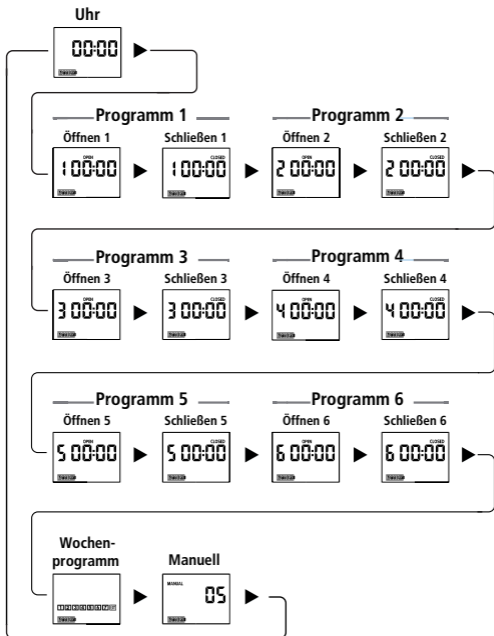 Uhr
00:00
Programm 1 Programm 2
Öffnen 1 Schließen 1 Öffnen 2 Schließen 2
OPEN CLOSED OPEN CLOSED
1 00:00 1 00:00 2 00:00 2 00:00
Programm 3 Programm 4
Öffnen 3 Schließen 3 Öffnen 4 Schließen 4
OPEN CLOSED OPEN CLOSED
3 00:00 3 00:00 4 00:00 4 00:00
Programm 5 Programm 6
Öffnen 5 Schließen 5 Öffnen 6 Schließen 6
OPEN CLOSED OPEN CLOSED
5 00:00 5 00:00 6 00:00 6 00:00
Wochen-
programm Manuell
MANUAL
05